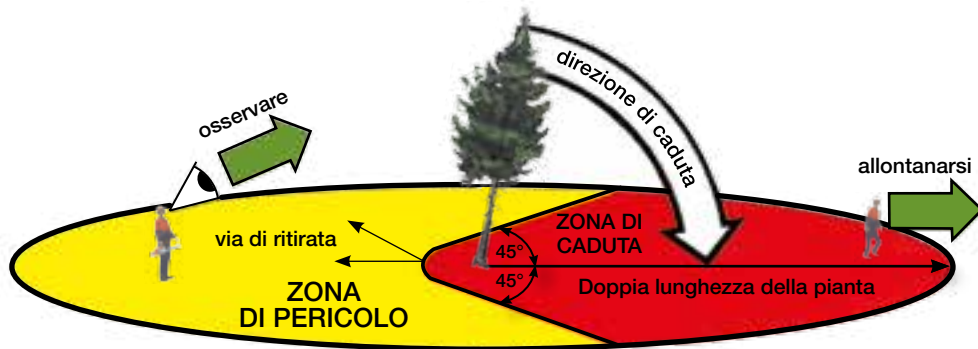 osservare
direzione di caduta
allontanarsi
via di ritirata
ZONA DI
CADUTA
45°
45°
ZONA
DI PERICOLO
Doppia lunghezza della pianta